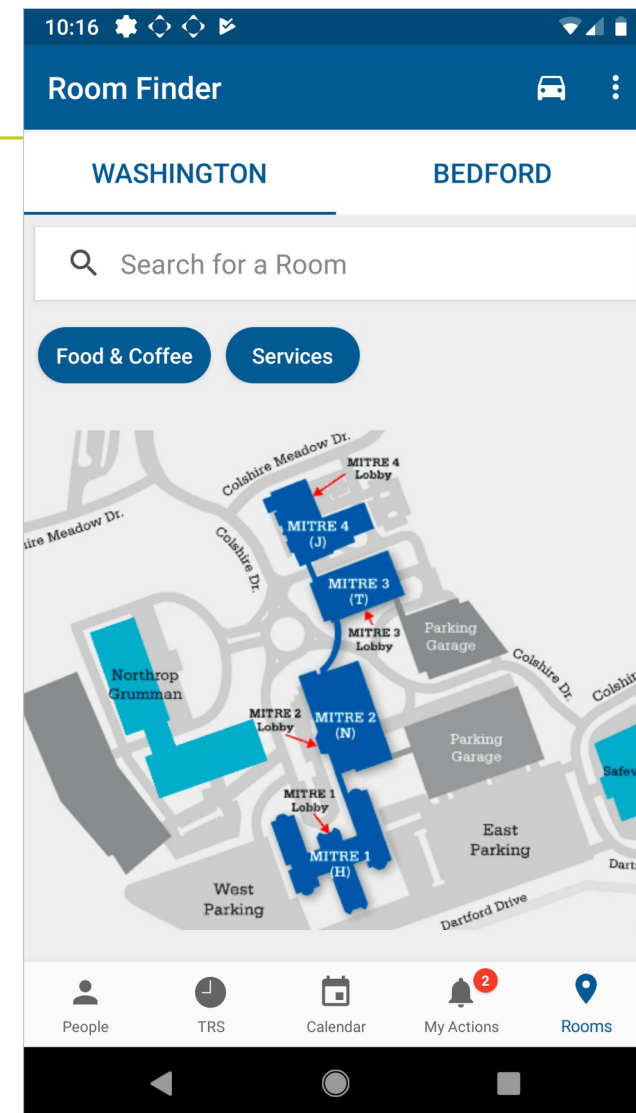 10:16
Room Finder
WASHINGTON
BEDFORD
Search for a Room
Food & Coffee
Services
Colshire Meadow Dr.
MITRE 4
Lobby
ire Meadow Dr.
Colshire Dr.
MITRE 4
(J)
MITRE 3
(T)
MITRE 3
Lobby
Parking
Garage
Colshire Dr.
Colshir
Northrop
Grumman
MITRE 2
Lobby
MITRE 2
(N)
Parking
Garage
Safew
MITRE 1
Lobby
East
Parking
MITRE 1
(H)
Dart
West
Parking
Dartford Drive
2
People
TRS
Calendar
My Actions
Rooms